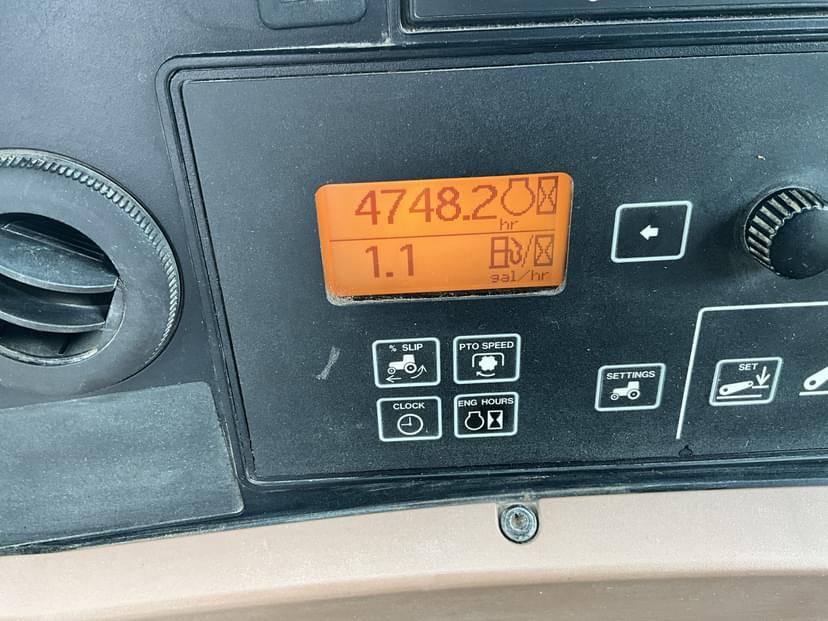 4748.2
hr
1.1
gal/hr
% SLIP
PTO SPEED
CLOCK
ENG HOURS
SETTINGS
SET